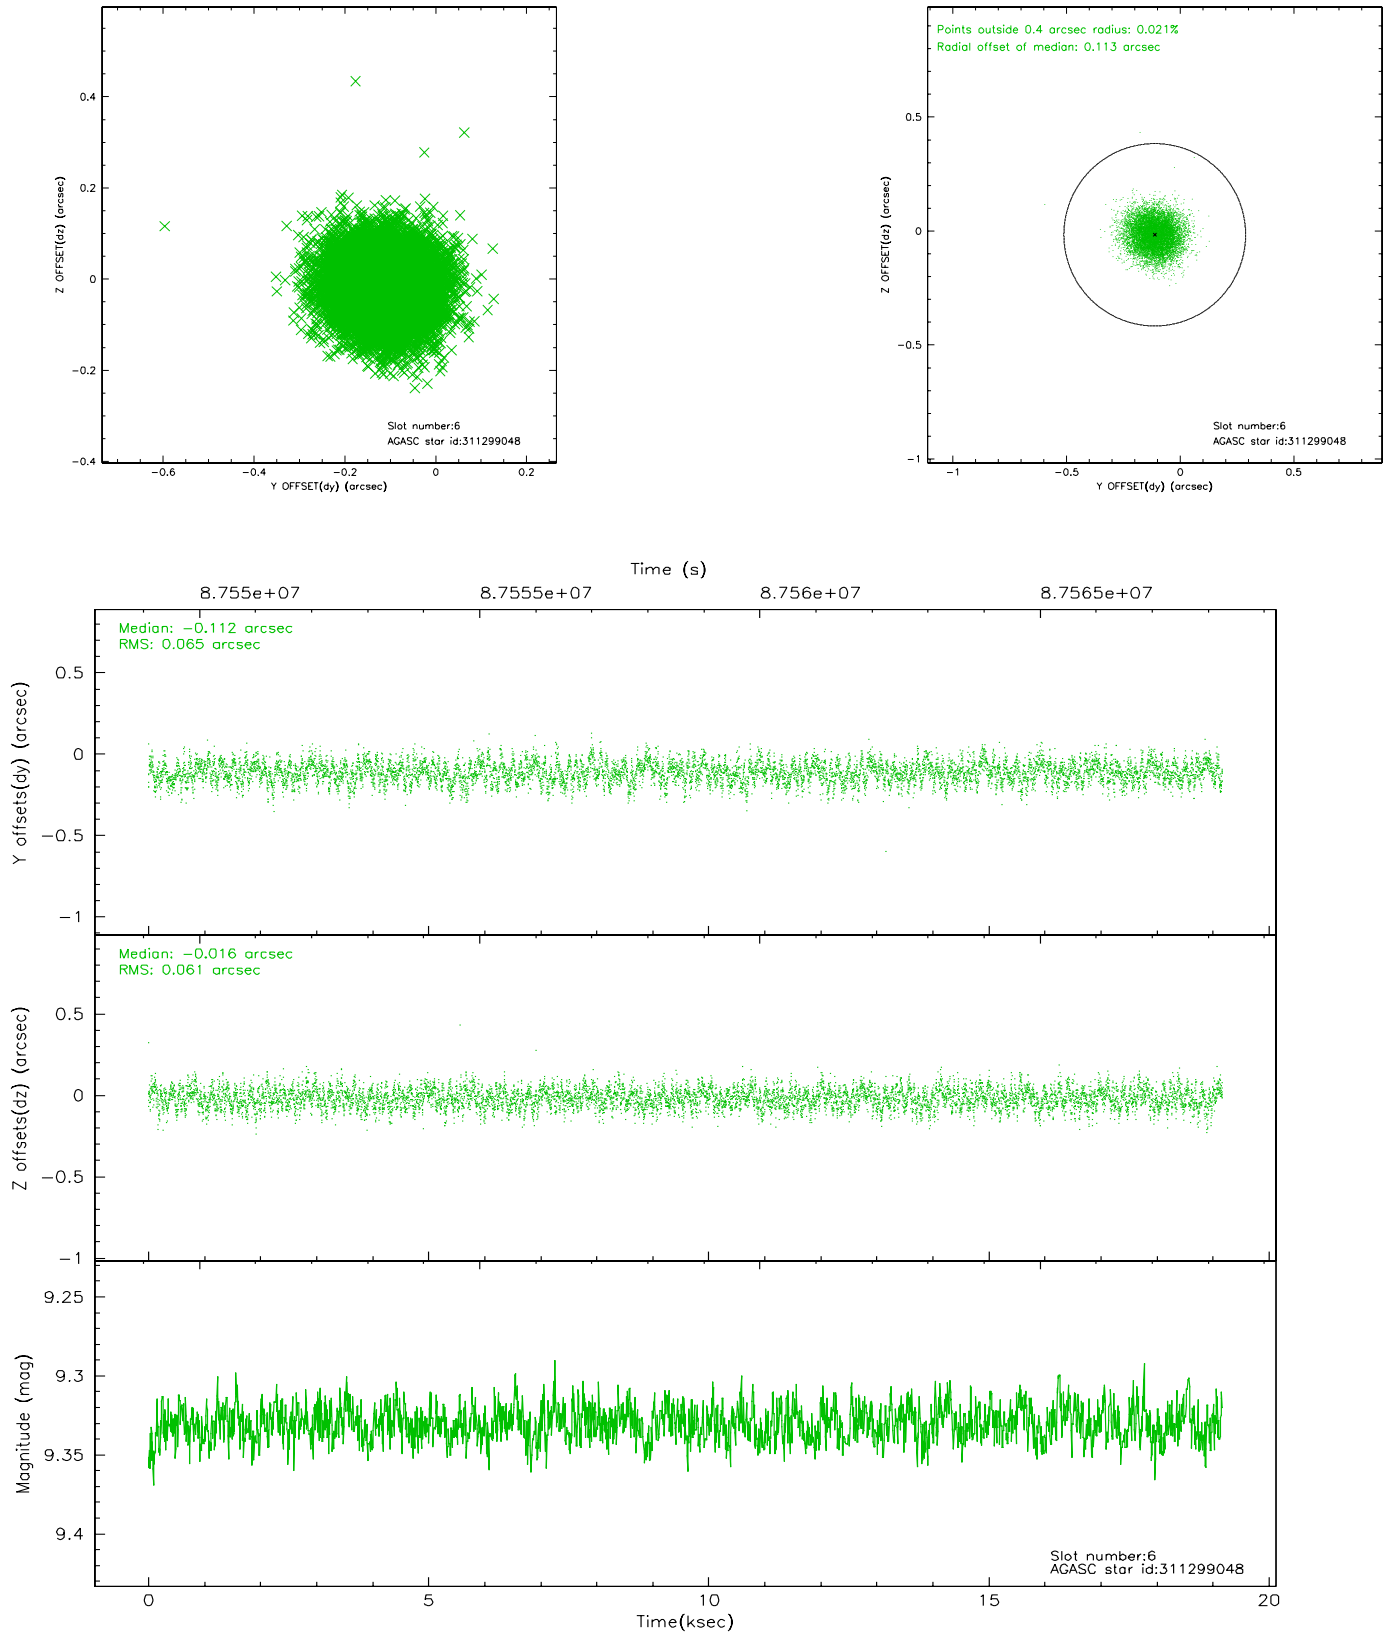 0.4
0.2
0
−0.2
−0.4
−0.6
−0.4
−0.2
0
0.2
Z OFFSET(dz) (arcsec)
Y OFFSET(dy) (arcsec)
Slot number:6
AGASC star id:311299048
Points outside 0.4 arcsec radius: 0.021%
Radial offset of median: 0.113 arcsec
0.5
0
−0.5
−1
−1
−0.5
0
0.5
Z OFFSET(dz) (arcsec)
Y OFFSET(dy) (arcsec)
Slot number:6
AGASC star id:311299048
Time (s)
8.755e+07
8.7555e+07
8.756e+07
8.7565e+07
Median: −0.112 arcsec
RMS: 0.065 arcsec
0.5
0
−0.5
−1
Y offsets(dy) (arcsec)
Median: −0.016 arcsec
RMS: 0.061 arcsec
0.5
0
−0.5
−1
Z offsets(dz) (arcsec)
9.25
9.3
9.35
9.4
Magnitude (mag)
Slot number:6
AGASC star id:311299048
0
5
10
15
20
Time(ksec)